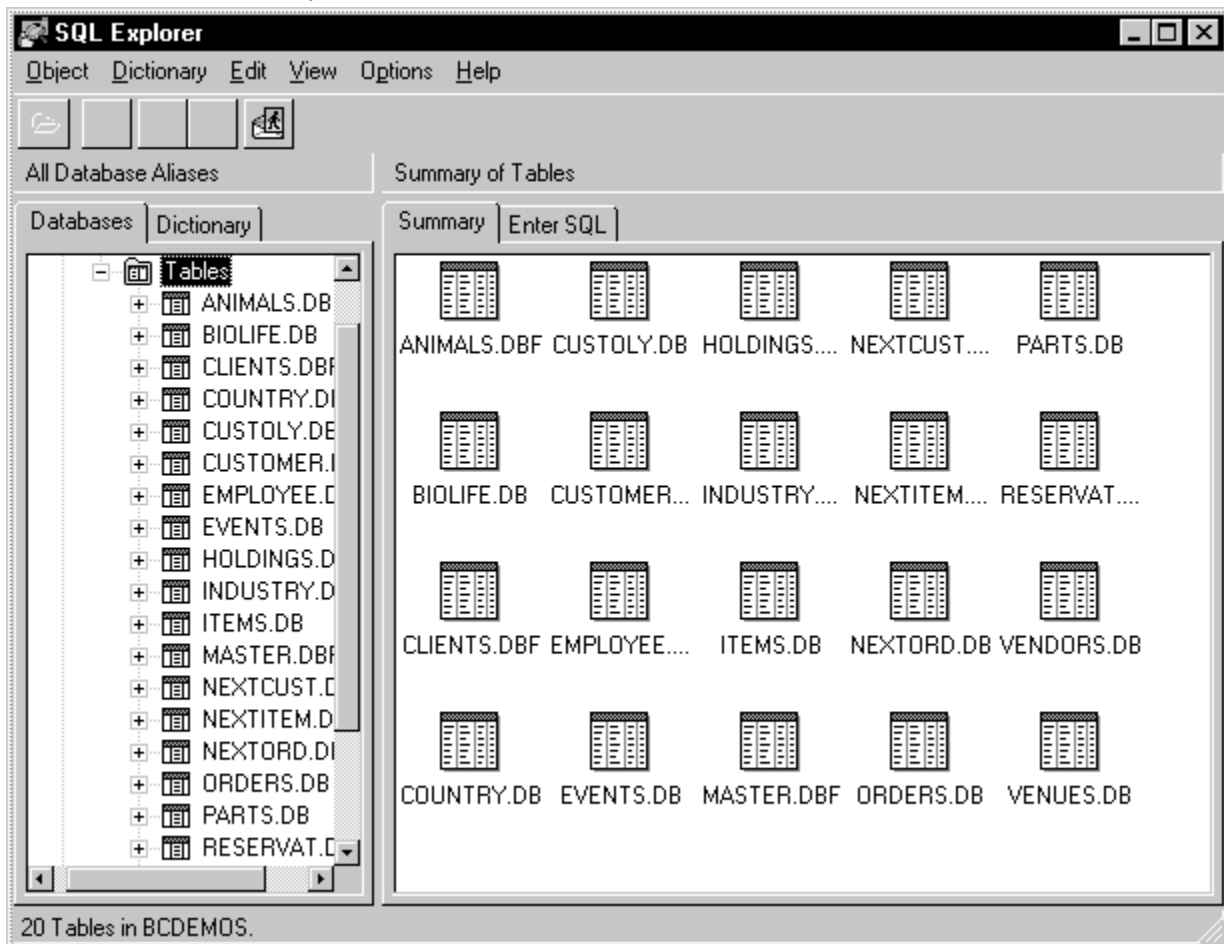 SQL Explorer
Object Dictionary Edit View Options Help
All Database Aliases
Summary of Tables
Databases
Dictionary
Summary
Enter SQL
Tables
ANIMALS.DB
BIOLIFE.DB
CLIENTS.DBF
COUNTRY.DI
CUSTOLY.DE
CUSTOMER.I
EMPLOYEE.D
EVENTS.DB
HOLDINGS.D
INDUSTRY.D
ITEMS.DB
MASTER.DBF
NEXTCUST.D
NEXTITEM.D
NEXTORD.DI
ORDERS.DB
PARTS.DB
RESERVAT.D
ANIMALS.DBF CUSTOLY.DB HOLDINGS.... NEXTCUST.... PARTS.DB
BIOLIFE.DB CUSTOMER... INDUSTRY.... NEXTITEM.... RESERVAT....
CLIENTS.DBF EMPLOYEE.... ITEMS.DB NEXTORD.DB VENDORS.DB
COUNTRY.DB EVENTS.DB MASTER.DBF ORDERS.DB VENUES.DB
20 Tables in BCDEMOS.